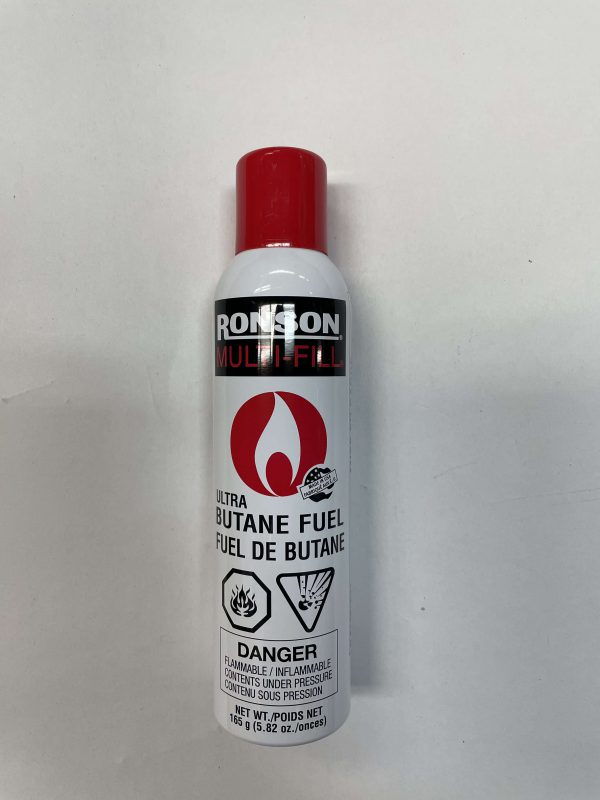 RONSON®
MULTI-FILL
ULTRA
BUTANE FUEL
FUEL DE BUTANE
DANGER
FLAMMABLE / INFLAMMABLE
CONTENTS UNDER PRESSURE
CONTENU SOUS PRESSION
NET WT./POIDS NET
165 g (5.82 oz./onces)